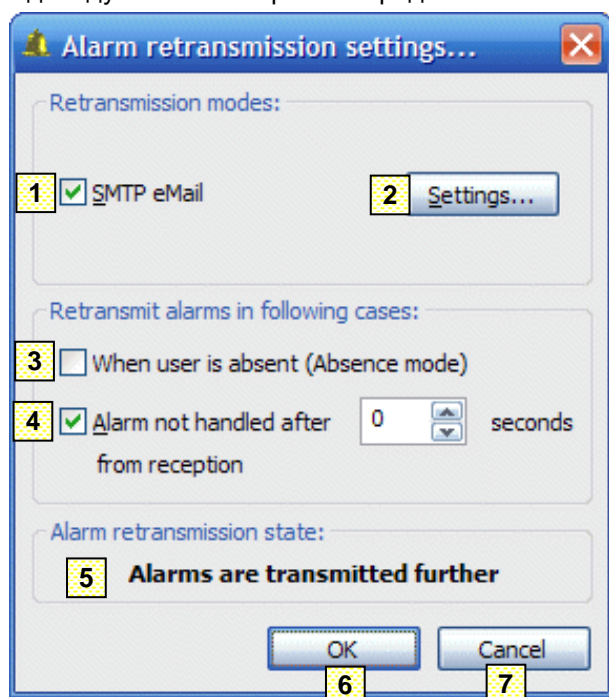 Alarm retransmission settings...
Retransmission modes:
1 SMTP eMail 2 Settings...
Retransmit alarms in following cases:
3 When user is absent (Absence mode)
4 Alarm not handled after 0 seconds
from reception
Alarm retransmission state:
5 Alarms are transmitted further
OK Cancel
6 7